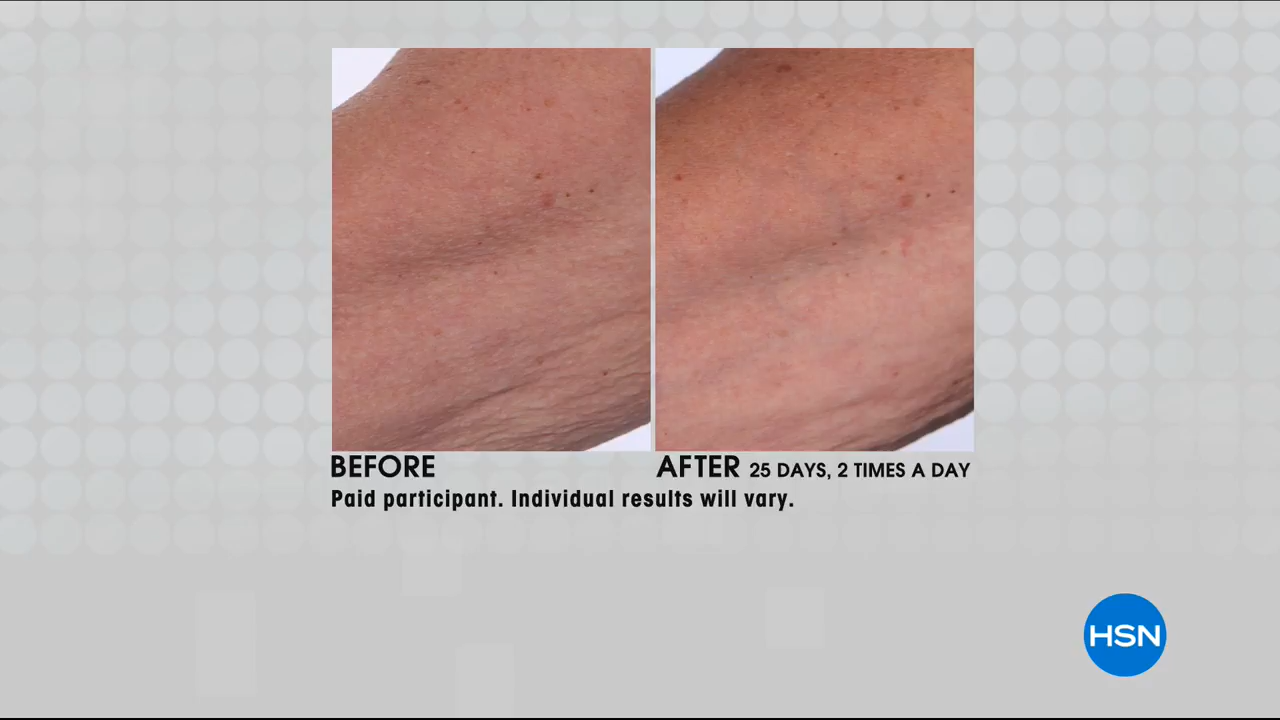 BEFORE
AFTER 25 DAYS, 2 TIMES A DAY
Paid participant. Individual results will vary.
HSN